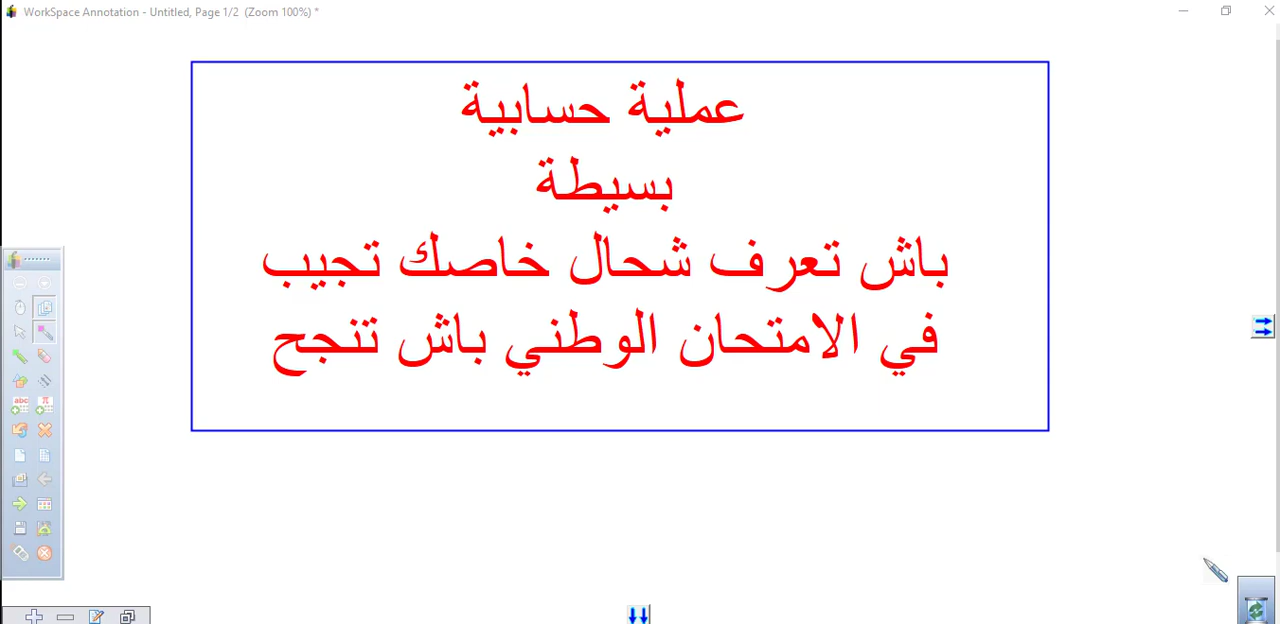 WorkSpace Annotation - Untitled, Page 1/2 (Zoom 100%) *
عملية حسابية
بسيطة
باش تعرف شحال خاصك تجيب
في الامتحان الوطني باش تنجح
abc
π